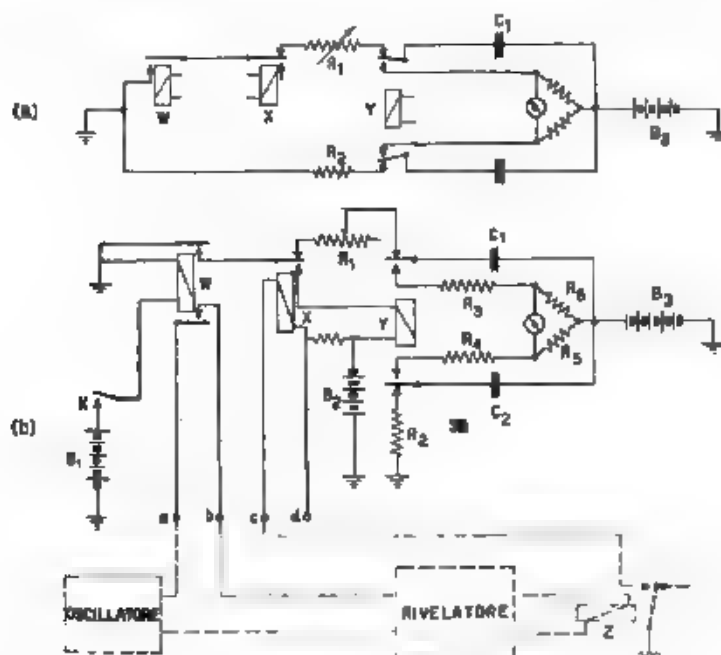 C1
R1
(a)
W
X
Y
B3
R2
C1
R1
W
X
Y
R3
R6
B3
R4
R5
K
B2
C2
R2
(b)
B1
a
b
c
d
OSCILLATORE
RIVELATORE
Z